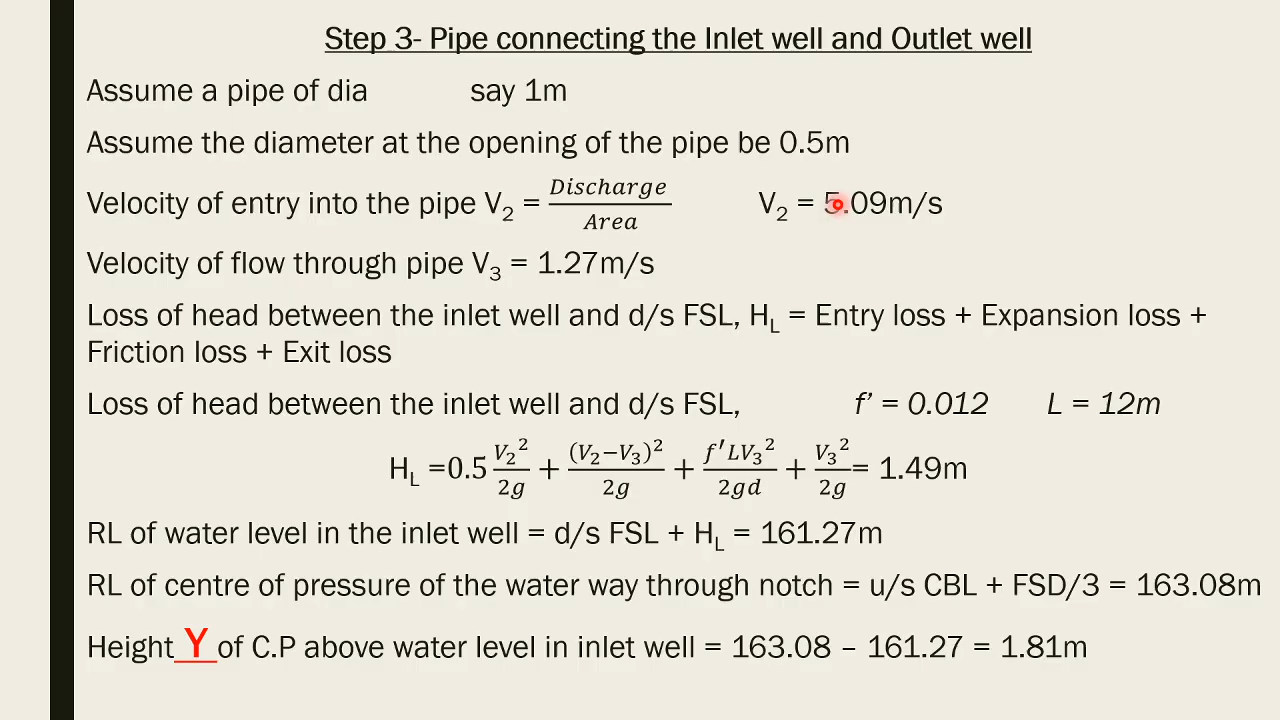 Step 3- Pipe connecting the Inlet well and Outlet well
Assume a pipe of dia say 1m
Assume the diameter at the opening of the pipe be 0.5m
Velocity of entry into the pipe V₂ = Discharge/Area V₂ = 5.09m/s
Velocity of flow through pipe V₃ = 1.27m/s
Loss of head between the inlet well and d/s FSL, H_L = Entry loss + Expansion loss +
Friction loss + Exit loss
Loss of head between the inlet well and d/s FSL, f’ = 0.012 L = 12m
H_L =0.5 V₂²/2g + (V₂−V₃)²/2g + f′LV₃²/2gd + V₃²/2g = 1.49m
RL of water level in the inlet well = d/s FSL + H_L = 161.27m
RL of centre of pressure of the water way through notch = u/s CBL + FSD/3 = 163.08m
Height Y of C.P above water level in inlet well = 163.08 – 161.27 = 1.81m